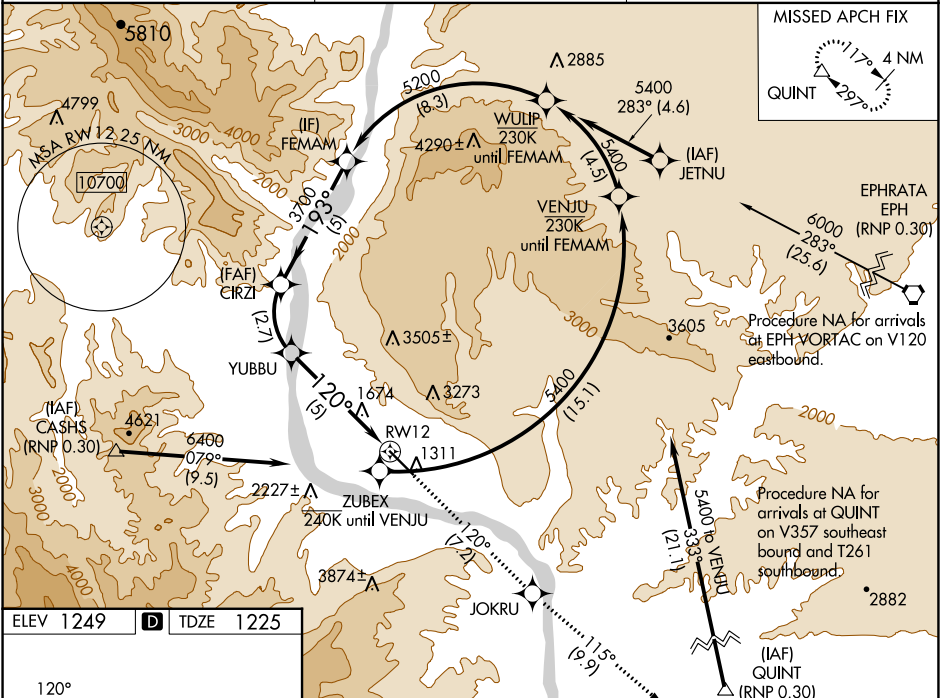 5810
4799
3000
4000
2000
MSA RW 12 25 NM
10700
(IF)
FEMAM
5200
(8.3)
4290±
2885
WULIP
230K
until FEMAM
5400
283° (4.6)
(IAF)
JETNU
5400
(4.5)
VENJU
230K
until FEMAM
MISSED APCH FIX
117°
4 NM
QUINT
297°
EPHRATA
EPH
(RNP 0.30)
6000
283°
(25.6)
Procedure NA for arrivals
at EPH VORTAC on V120
eastbound.
3700
193°
(5)
2000
(FAF)
CIRZI
(2.7)
YUBBU
3505±
3000
3605
120°
(5)
1674
3273
5400
(15.1)
2000
(IAF)
CASHS
(RNP 0.30)
4621
6400
079°
(9.5)
RW12
1311
2227±
ZUBEX
240K until VENJU
3000
2000
120°
(7.2)
5400 to VENJU
333°
(21.1)
Procedure NA for
arrivals at QUINT
on V357 southeast
bound and T261
southbound.
3874±
4000
JOKRU
2882
115°
(9.9)
(IAF)
QUINT
(RNP 0.30)
ELEV 1249
D
TDZE 1225
120°